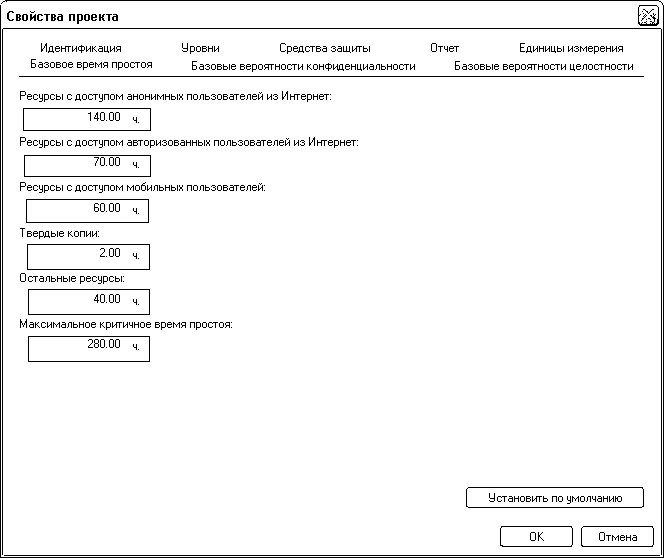 Свойства проекта
Идентификация Уровни Средства защиты Отчет Единицы измерения
Базовое время простоя Базовые вероятности конфиденциальности Базовые вероятности целостности
Ресурсы с доступом анонимных пользователей из Интернет:
140.00 ч.
Ресурсы с доступом авторизованных пользователей из Интернет:
70.00 ч.
Ресурсы с доступом мобильных пользователей:
60.00 ч.
Твердые копии:
2.00 ч.
Остальные ресурсы:
40.00 ч.
Максимальное критичное время простоя:
280.00 ч.
Установить по умолчанию
OK Отмена